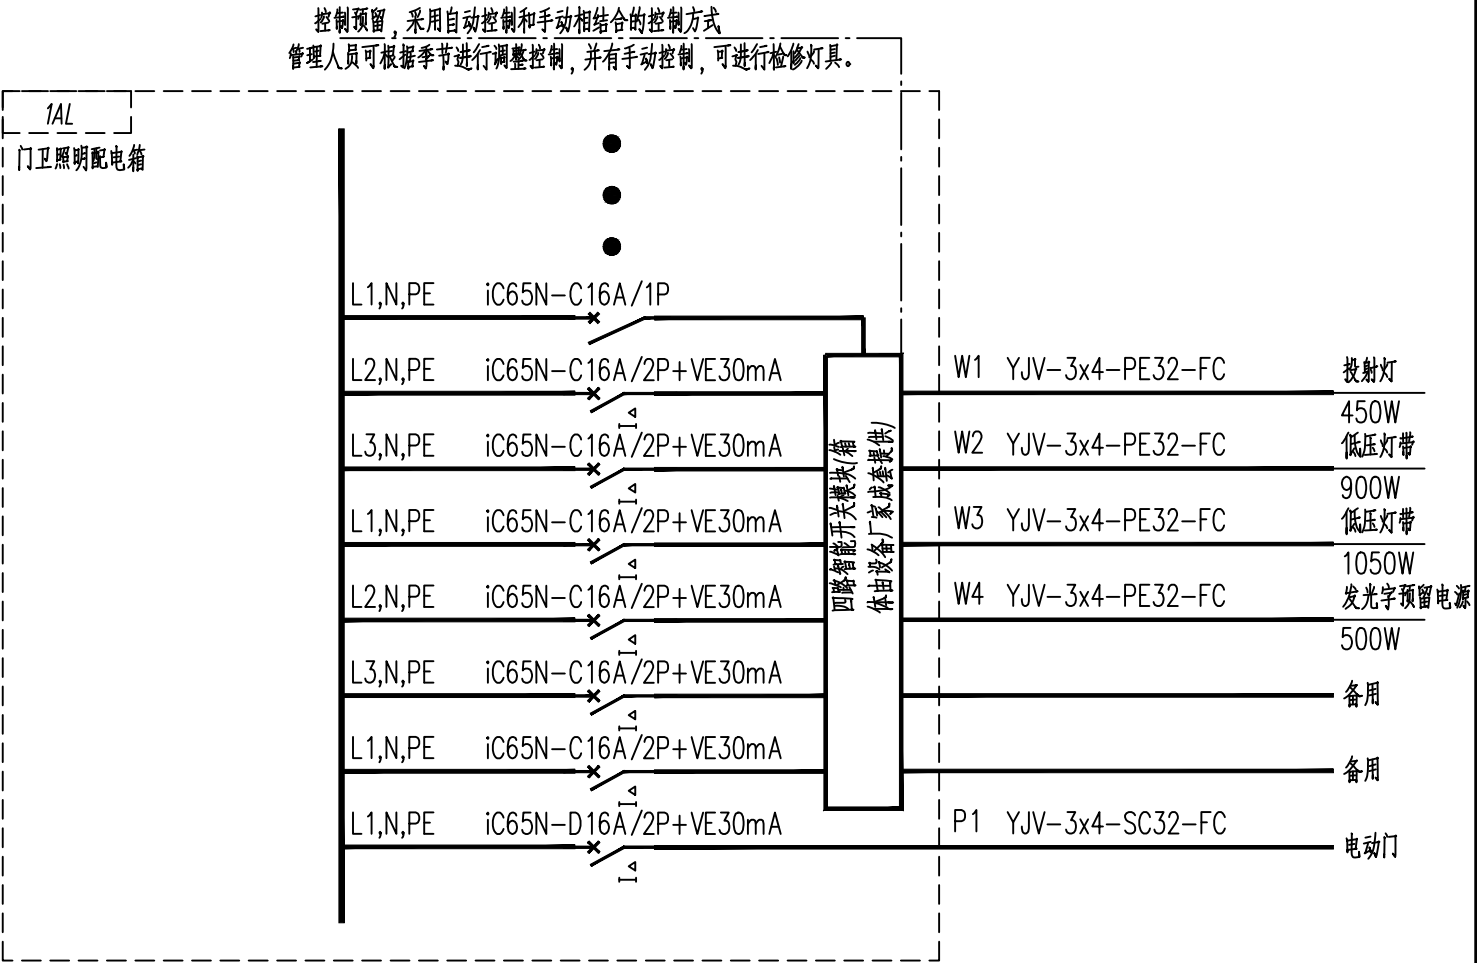 控制预留，采用自动控制和手动相结合的控制方式
管理人员可根据季节进行调整控制，并有手动控制，可进行检修灯具。
1AL
门卫照明配电箱
L1,N,PE iC65N-C16A/1P
L2,N,PE iC65N-C16A/2P+VE30mA W1 YJV-3x4-PE32-FC 投射灯
450W
L3,N,PE iC65N-C16A/2P+VE30mA W2 YJV-3x4-PE32-FC 低压灯带
900W
L1,N,PE iC65N-C16A/2P+VE30mA W3 YJV-3x4-PE32-FC 低压灯带
1050W
L2,N,PE iC65N-C16A/2P+VE30mA W4 YJV-3x4-PE32-FC 发光字预留电源
500W
L3,N,PE iC65N-C16A/2P+VE30mA 备用
L1,N,PE iC65N-C16A/2P+VE30mA 备用
L1,N,PE iC65N-D16A/2P+VE30mA P1 YJV-3x4-SC32-FC 电动门
四路智能开关模块(箱
体由设备厂家成套提供)